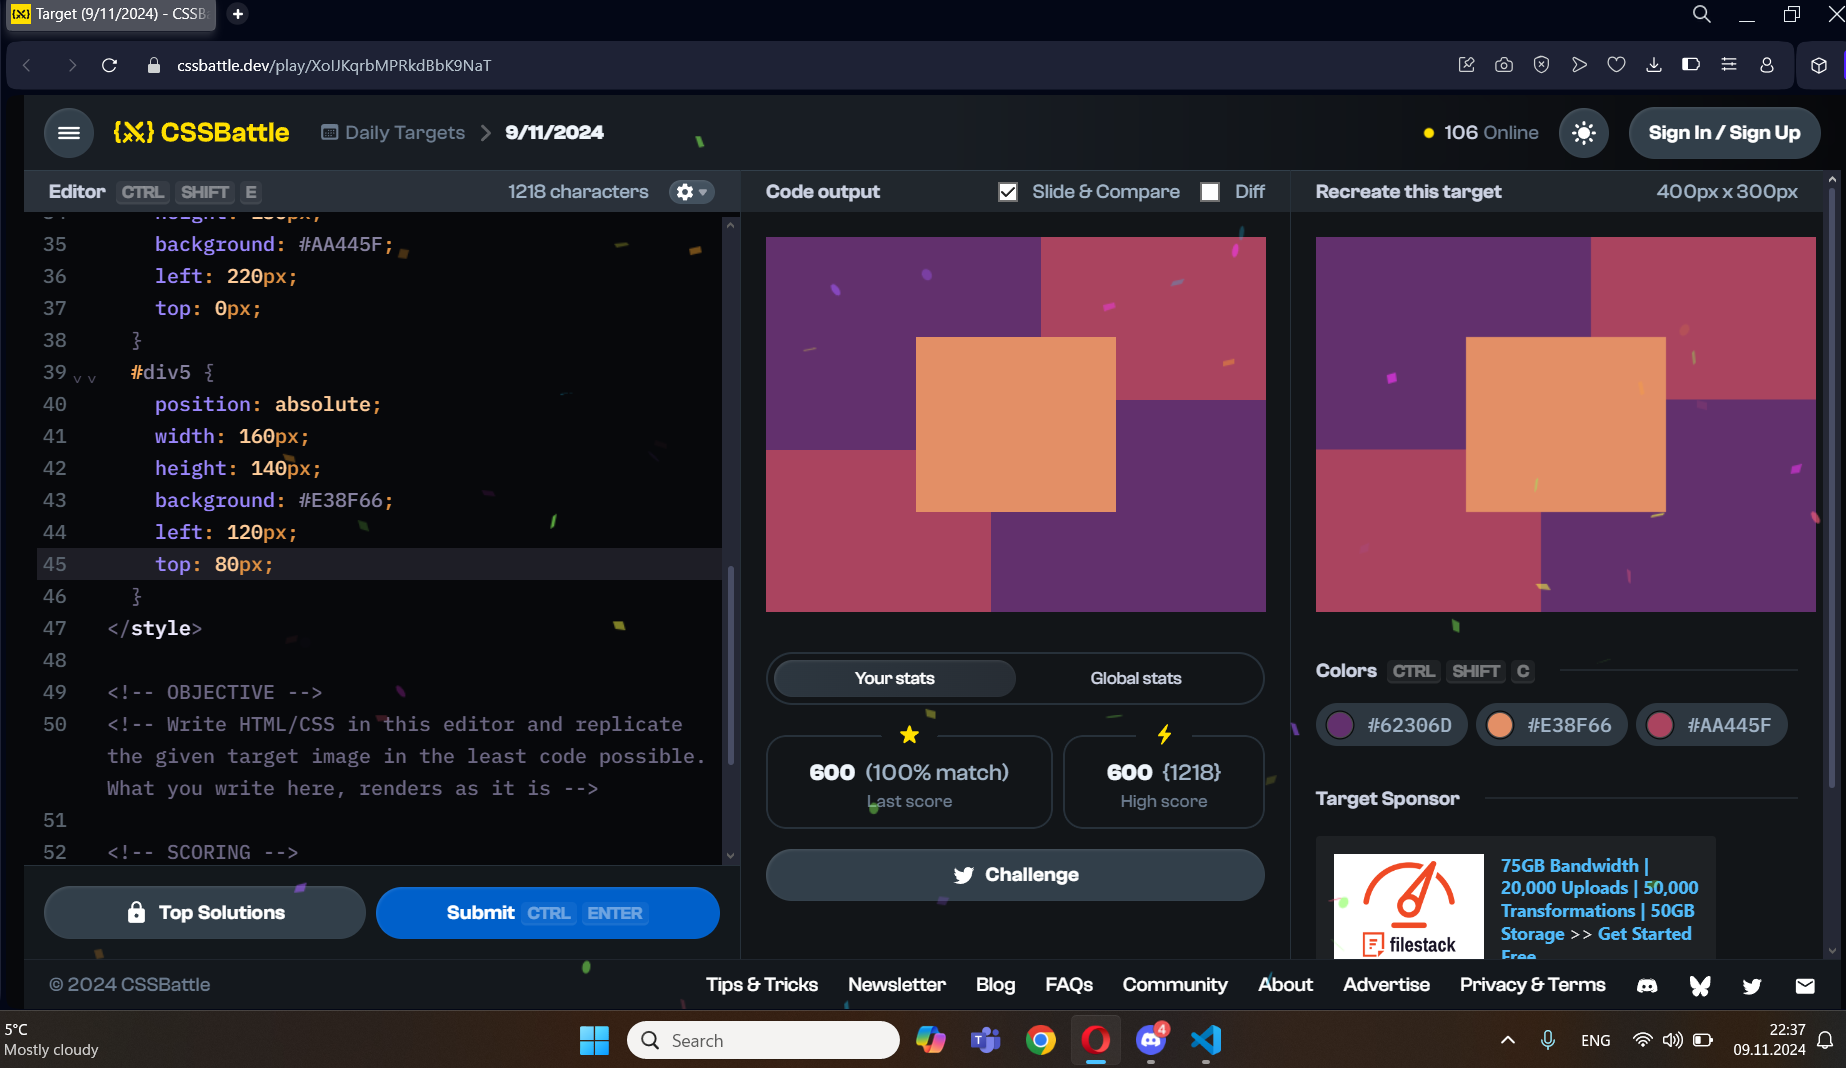 Target (9/11/2024) - CSSB
cssbattle.dev/play/XoIJKqrbMPRkdBbK9NaT
CSSBattle
Daily Targets
9/11/2024
106 Online
Sign In / Sign Up
Editor CTRL SHIFT E
1218 characters
Code output
Slide & Compare
Diff
Recreate this target
400px x 300px
35 background: #AA445F;
36 left: 220px;
37 top: 0px;
38 }
39 #div5 {
40 position: absolute;
41 width: 160px;
42 height: 140px;
43 background: #E38F66;
44 left: 120px;
45 top: 80px;
46 }
47 </style>
48
49 <!-- OBJECTIVE -->
50 <!-- Write HTML/CSS in this editor and replicate
the given target image in the least code possible.
What you write here, renders as it is -->
51
52 <!-- SCORING -->
Top Solutions
Submit CTRL ENTER
Your stats
Global stats
600 (100% match)
Last score
600 {1218}
High score
Challenge
Colors CTRL SHIFT C
#62306D
#E38F66
#AA445F
Target Sponsor
filestack
75GB Bandwidth |
20,000 Uploads | 50,000
Transformations | 50GB
Storage >> Get Started
Free
© 2024 CSSBattle
Tips & Tricks
Newsletter
Blog
FAQs
Community
About
Advertise
Privacy & Terms
5°C
Mostly cloudy
Search
4
ENG
22:37
09.11.2024